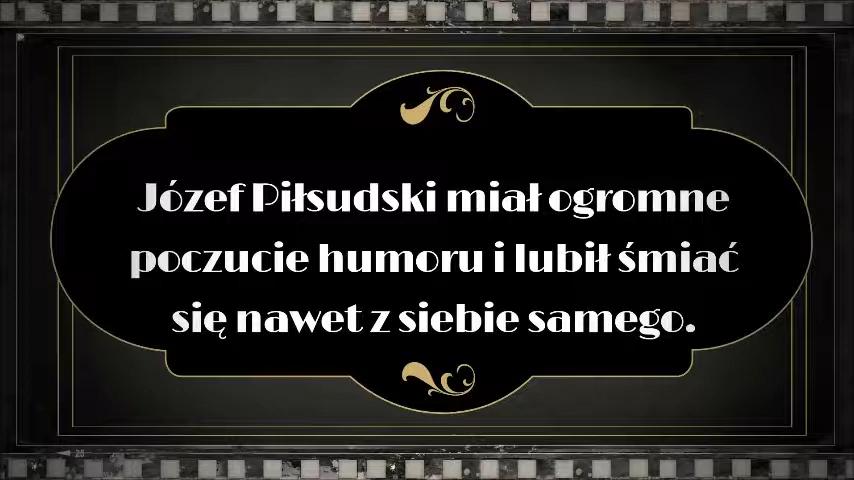 Józef Piłsudski miał ogromne
poczucie humoru i lubił śmiać
się nawet z siebie samego.